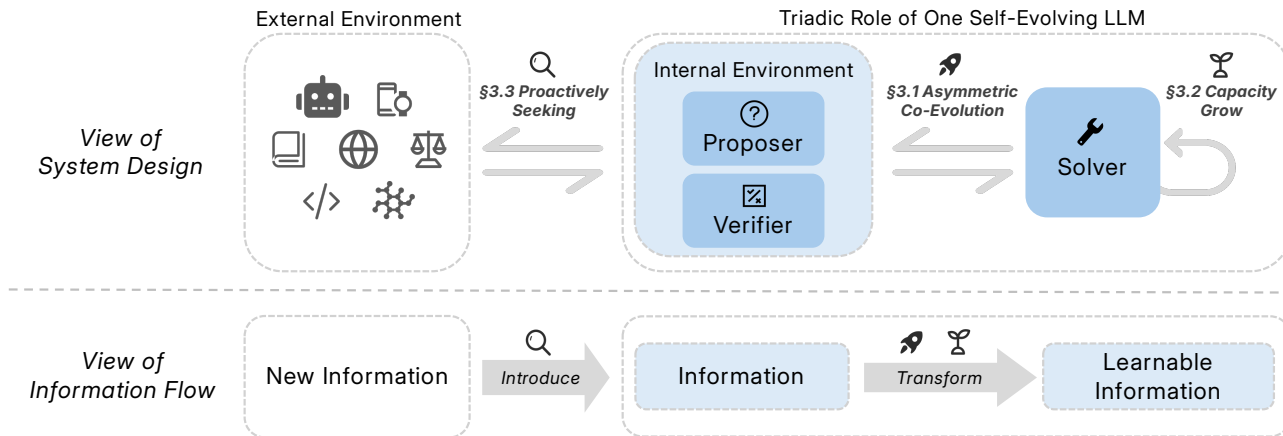 External Environment
Triadic Role of One Self-Evolving LLM
View of
System Design
§3.3 Proactively
Seeking
Internal Environment
Proposer
Verifier
§3.1 Asymmetric
Co-Evolution
Solver
§3.2 Capacity
Grow
View of
Information Flow
New Information
Introduce
Information
Transform
Learnable
Information